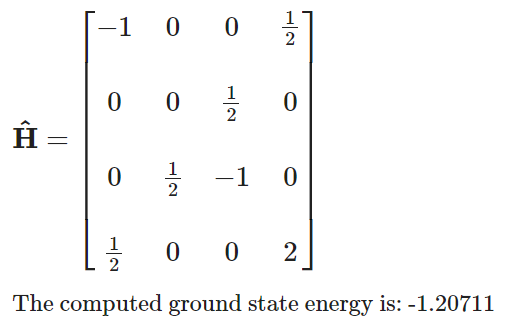 -1 0 0 1/2
0 0 1/2 0
Ĥ =
0 1/2 -1 0
1/2 0 0 2
The computed ground state energy is: -1.20711